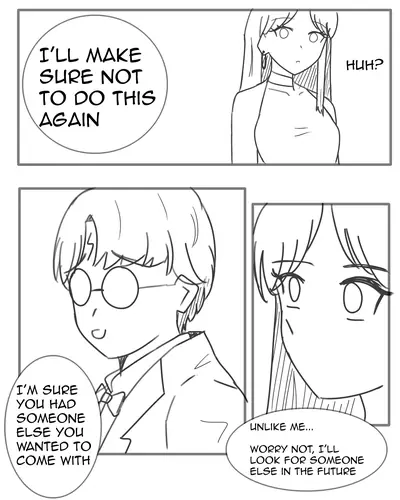 I'LL MAKE
SURE NOT
TO DO THIS
AGAIN
HUH?
I'M SURE
YOU HAD
SOMEONE
ELSE YOU
WANTED TO
COME WITH
UNLIKE ME...
WORRY NOT, I'LL
LOOK FOR SOMEONE
ELSE IN THE FUTURE